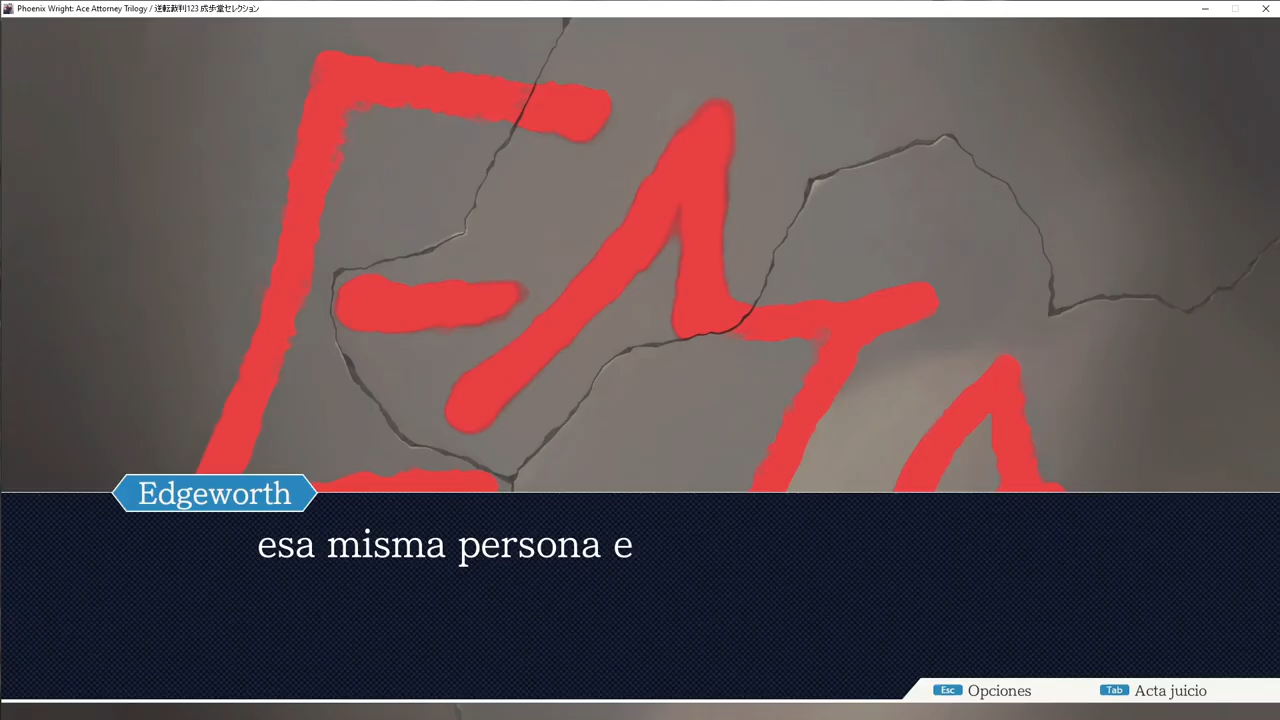 Phoenix Wright: Ace Attorney Trilogy / 逆転裁判123 成歩堂セレクション
Edgeworth
esa misma persona e
Esc Opciones
Tab Acta juicio